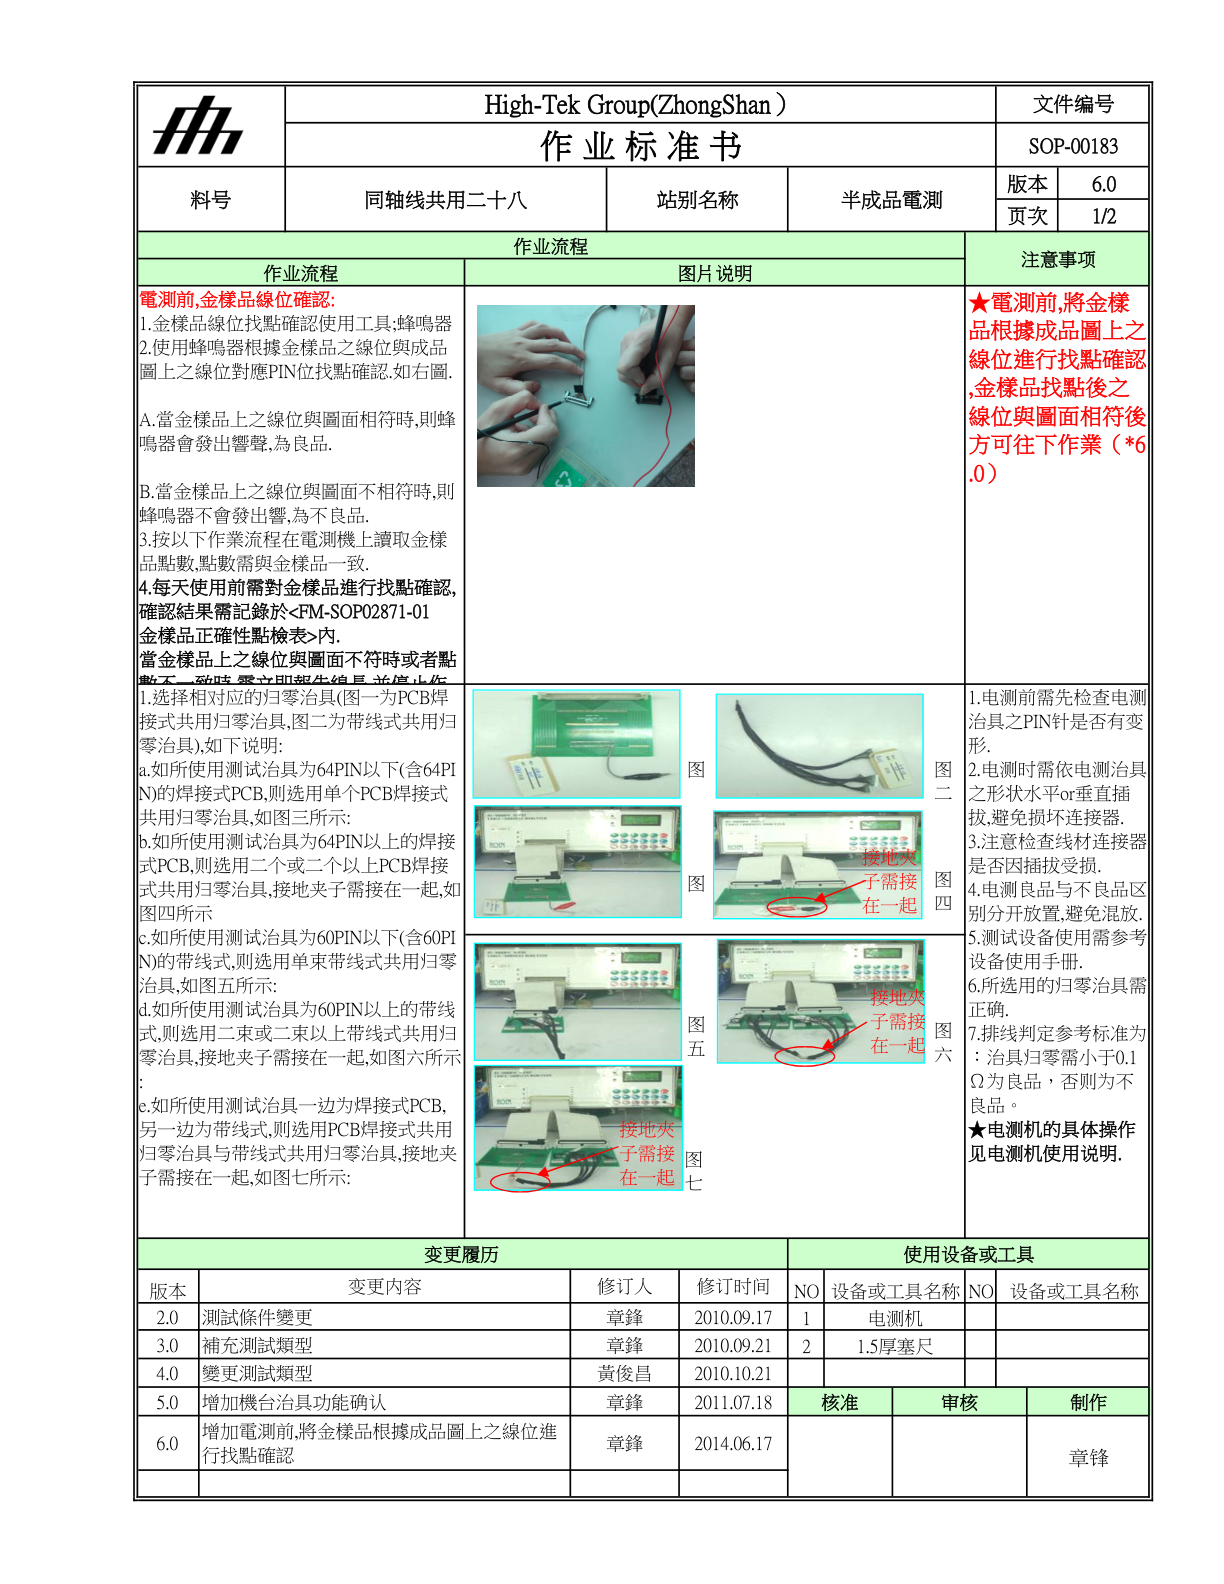 High-Tek Group(ZhongShan）
文件编号
作 业 标 准 书
SOP-00183
料号
同轴线共用二十八
站别名称
半成品電測
版本
6.0
页次
1/2
作业流程
注意事项
作业流程
图片说明
電測前,金樣品線位確認:
1.金樣品線位找點確認使用工具;蜂鳴器
2.使用蜂鳴器根據金樣品之線位與成品
圖上之線位對應PIN位找點確認.如右圖.
A.當金樣品上之線位與圖面相符時,則蜂
鳴器會發出響聲,為良品.
B.當金樣品上之線位與圖面不相符時,則
蜂鳴器不會發出響,為不良品.
3.按以下作業流程在電測機上讀取金樣
品點數,點數需與金樣品一致.
4.每天使用前需對金樣品進行找點確認,
確認結果需記錄於<FM-SOP02871-01
金樣品正確性點檢表>內.
當金樣品上之線位與圖面不符時或者點
數不一致時,需立即報告線長,並停止作
★電測前,將金樣
品根據成品圖上之
線位進行找點確認
,金樣品找點後之
線位與圖面相符後
方可往下作業（*6
.0）
1.选择相对应的归零治具(图一为PCB焊
接式共用归零治具,图二为带线式共用归
零治具),如下说明:
a.如所使用测试治具为64PIN以下(含64PI
N)的焊接式PCB,则选用单个PCB焊接式
共用归零治具,如图三所示:
b.如所使用测试治具为64PIN以上的焊接
式PCB,则选用二个或二个以上PCB焊接
式共用归零治具,接地夹子需接在一起,如
图四所示
c.如所使用测试治具为60PIN以下(含60PI
N)的带线式,则选用单束带线式共用归零
治具,如图五所示:
d.如所使用测试治具为60PIN以上的带线
式,则选用二束或二束以上带线式共用归
零治具,接地夹子需接在一起,如图六所示
:
e.如所使用测试治具一边为焊接式PCB,
另一边为带线式,则选用PCB焊接式共用
归零治具与带线式共用归零治具,接地夹
子需接在一起,如图七所示:
图
图
二
图
接地夾
子需接
在一起
图
四
图
五
接地夾
子需接
在一起
图
六
接地夾
子需接
在一起
图
七
1.电测前需先检查电测
治具之PIN针是否有变
形.
2.电测时需依电测治具
之形状水平or垂直插
拔,避免损坏连接器.
3.注意检查线材连接器
是否因插拔受损.
4.电测良品与不良品区
别分开放置,避免混放.
5.测试设备使用需参考
设备使用手册.
6.所选用的归零治具需
正确.
7.排线判定参考标准为
：治具归零需小于0.1
Ω为良品，否则为不
良品。
★电测机的具体操作
见电测机使用说明.
变更履历
使用设备或工具
版本
变更内容
修订人
修订时间
NO
设备或工具名称
NO
设备或工具名称
2.0
測試條件變更
章鋒
2010.09.17
1
电测机
3.0
補充測試類型
章鋒
2010.09.21
2
1.5厚塞尺
4.0
變更測試類型
黃俊昌
2010.10.21
5.0
增加機台治具功能确认
章鋒
2011.07.18
核准
审核
制作
6.0
增加電測前,將金樣品根據成品圖上之線位進
行找點確認
章鋒
2014.06.17
章锋